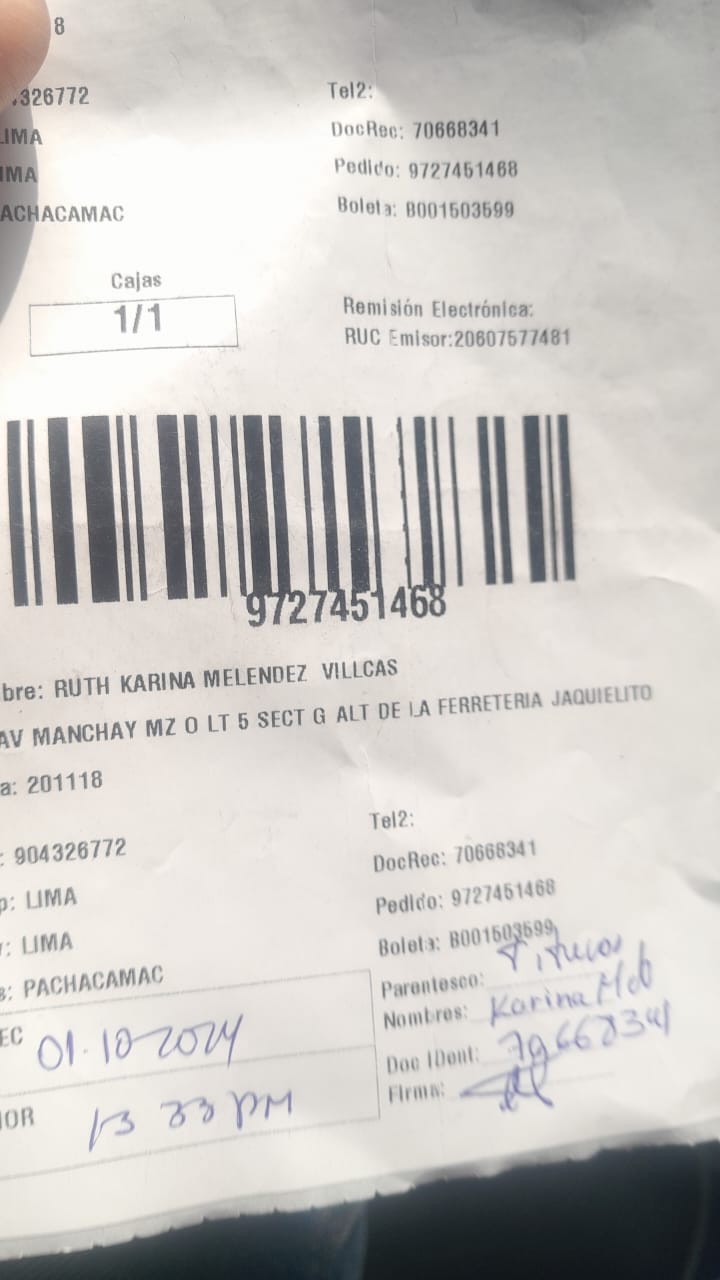 8
.326772
LIMA
IMA
ACHACAMAC
Tel2:
DocRec: 70668341
Pedido: 9727451468
Boleta: B001503599
Cajas
1/1
Remisión Electrónica:
RUC Emisor:20607577481
9727451468
bre: RUTH KARINA MELENDEZ VILLCAS
AV MANCHAY MZ O LT 5 SECT G ALT DE LA FERRETERIA JAQUIELITO
a: 201118
: 904326772
p: LIMA
: LIMA
s: PACHACAMAC
Tel2:
DocRec: 70668341
Pedido: 9727451468
Boleta: B001503599
Parentesco:
Nombres: Karina
Doc IDent: 70668341
Firma:
EC 01.10-2024
IOR 13 33 PM